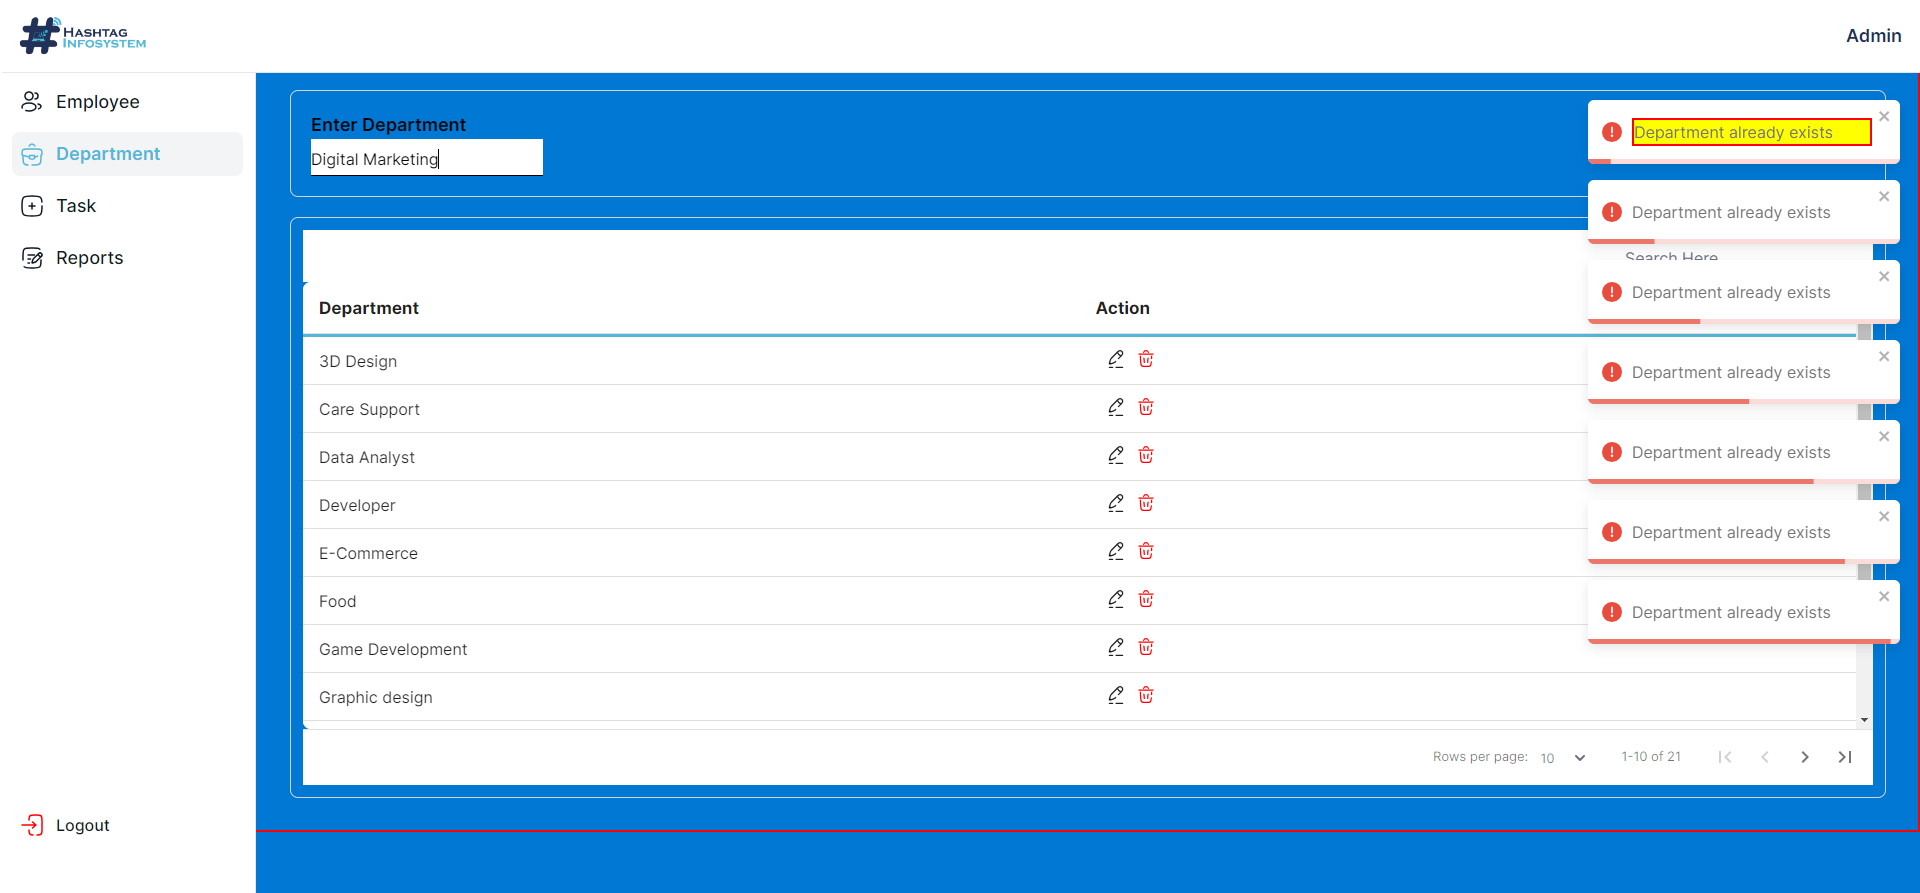 HASHTAG
INFOSYSTEM
Admin
Employee
Department
Task
Reports
Logout
Enter Department
Digital Marketing
Search Here
Department
Action
3D Design
Care Support
Data Analyst
Developer
E-Commerce
Food
Game Development
Graphic design
Rows per page: 10
1-10 of 21
Department already exists
Department already exists
Department already exists
Department already exists
Department already exists
Department already exists
Department already exists